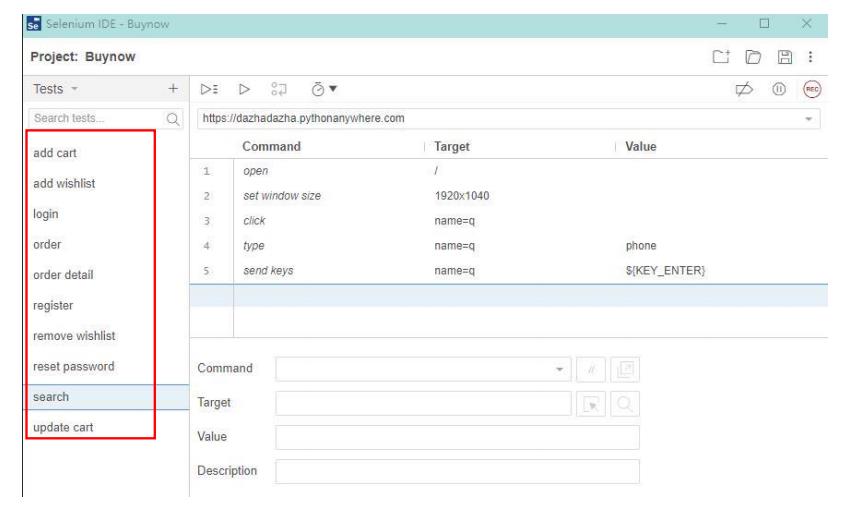 Se Selenium IDE - Buynow
Project: Buynow
Tests +
Search tests...
add cart
add wishlist
login
order
order detail
register
remove wishlist
reset password
search
update cart
REC
https://dazhadazha.pythonanywhere.com
Command Target Value
1 open /
2 set window size 1920x1040
3 click name=q
4 type name=q phone
5 send keys name=q ${KEY_ENTER}
Command //
Target
Value
Description